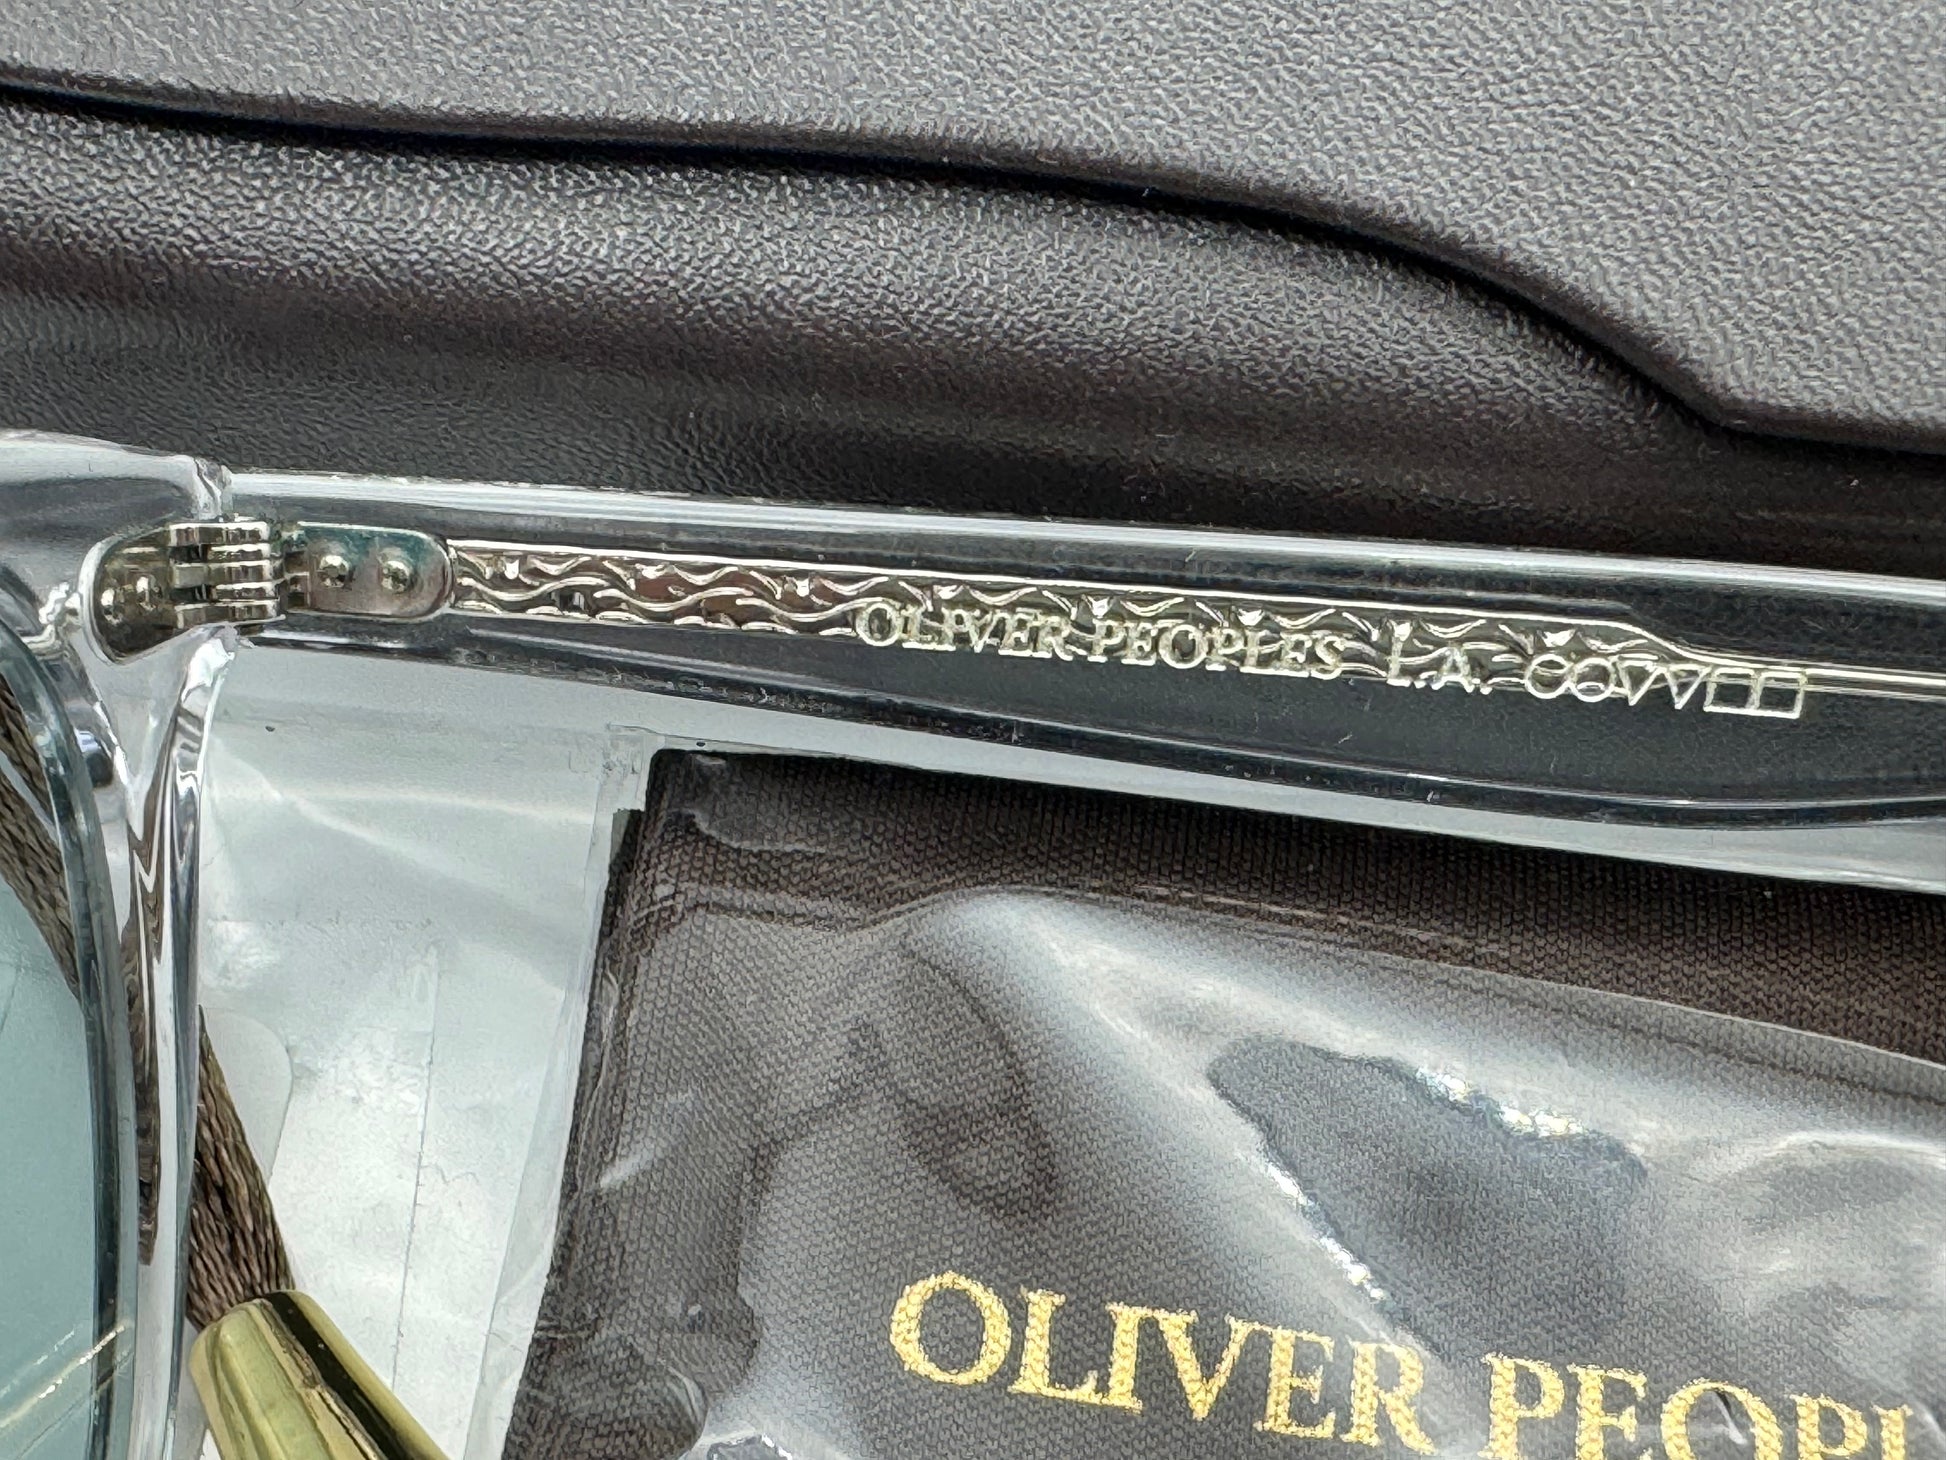 OLIVER PEOPLES L.A. ○○▽▽□□
OLIVER PEOPL